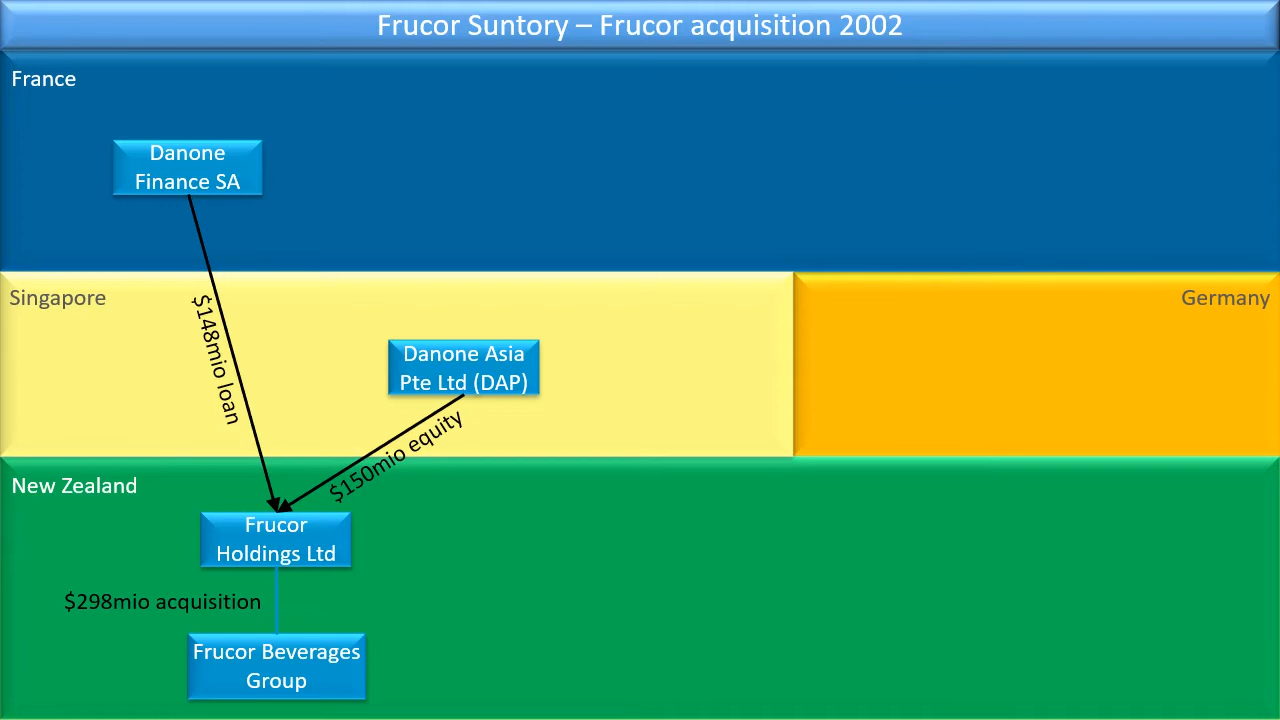 Frucor Suntory – Frucor acquisition 2002
France
Danone
Finance SA
Singapore
Germany
$148mio loan
Danone Asia
Pte Ltd (DAP)
$150mio equity
New Zealand
Frucor
Holdings Ltd
$298mio acquisition
Frucor Beverages
Group